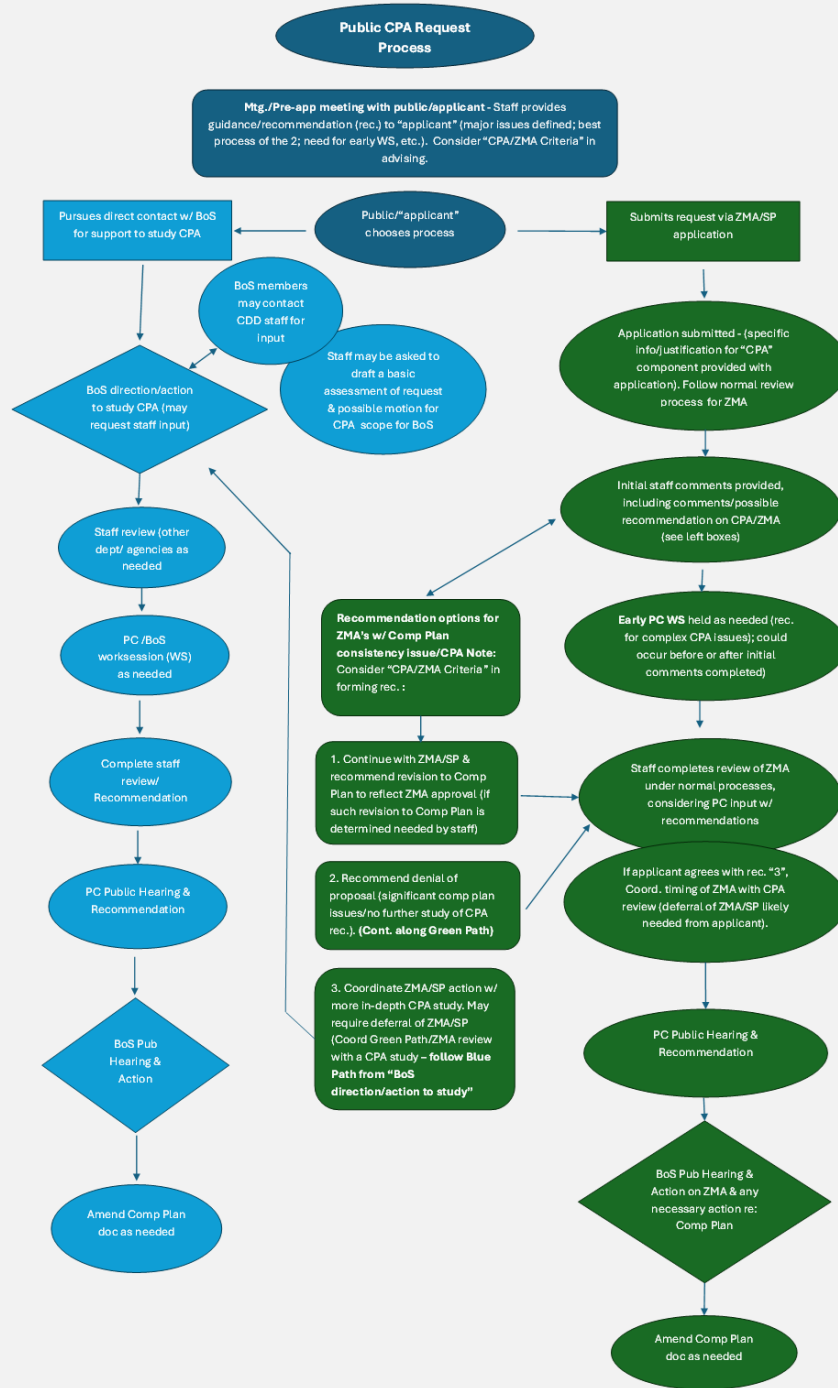 Public CPA Request
Process
Mtg./Pre-app meeting with public/applicant - Staff provides
guidance/recommendation (rec.) to “applicant” (major issues defined; best
process of the 2; need for early WS, etc.).  Consider “CPA/ZMA Criteria” in
advising.
Pursues direct contact w/ BoS
for support to study CPA
Public/“applicant”
chooses process
Submits request via ZMA/SP
application
BoS members
may contact
CDD staff for
input
Staff may be asked to
draft a basic
assessment of request
& possible motion for
CPA scope for BoS
BoS direction/action
to study CPA (may
request staff input)
Staff review (other
dept/ agencies as
needed
PC /BoS
worksession (WS)
as needed
Complete staff
review/
Recommendation
PC Public Hearing &
Recommendation
BoS Pub
Hearing &
Action
Amend Comp Plan
doc as needed
Application submitted - (specific
info/justification for “CPA”
component provided with
application). Follow normal review
process for ZMA
Initial staff comments provided,
including comments/possible
recommendation on CPA/ZMA
(see left boxes)
Recommendation options for
ZMA’s w/ Comp Plan
consistency issue/CPA Note:
Consider “CPA/ZMA Criteria” in
forming rec. :
1. Continue with ZMA/SP &
recommend revision to Comp
Plan to reflect ZMA approval (if
such revision to Comp Plan is
determined needed by staff)
2. Recommend denial of
proposal (significant comp plan
issues/no further study of CPA
rec.). (Cont. along Green Path)
3. Coordinate ZMA/SP action w/
more in-depth CPA study. May
require deferral of ZMA/SP
(Coord Green Path/ZMA review
with a CPA study – follow Blue
Path from “BoS
direction/action to study”
Early PC WS held as needed (rec.
for complex CPA issues); could
occur before or after initial
comments completed)
Staff completes review of ZMA
under normal processes,
considering PC input w/
recommendations
If applicant agrees with rec. “3”,
Coord. timing of ZMA with CPA
review (deferral of ZMA/SP likely
needed from applicant).
PC Public Hearing &
Recommendation
BoS Pub Hearing &
Action on ZMA & any
necessary action re:
Comp Plan
Amend Comp Plan
doc as needed